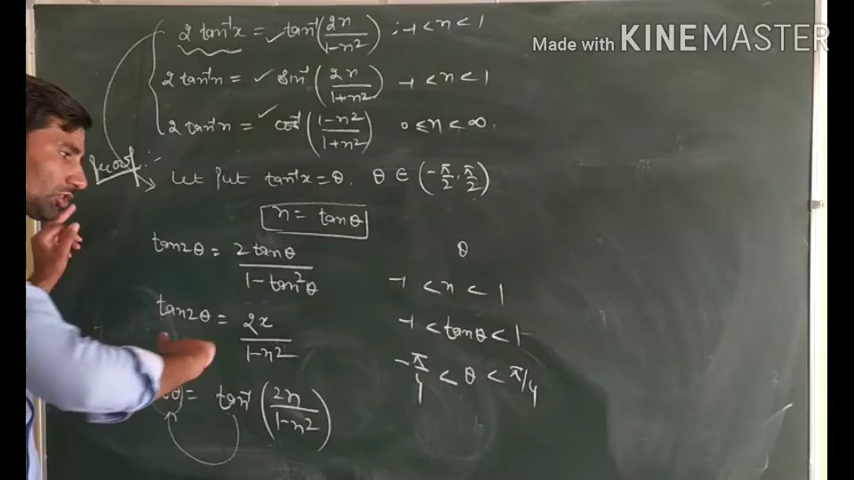 Made with KINEMASTER
2 tan⁻¹x = tan⁻¹(2x/1-x²) ; -1 < x < 1
2 tan⁻¹x = sin⁻¹(2x/1+x²) -1 < x < 1
2 tan⁻¹x = cos⁻¹(1-x²/1+x²) 0 ≤ x < ∞.
Proof :-
Let Put tan⁻¹x = θ. θ ∈ (-π/2, π/2)
x = tanθ
tan2θ = 2tanθ/1-tan²θ
θ
-1 < x < 1
tan2θ = 2x/1-x²
-1 < tanθ < 1
-π/4 < θ < π/4
= tan⁻¹(2x/1-x²)